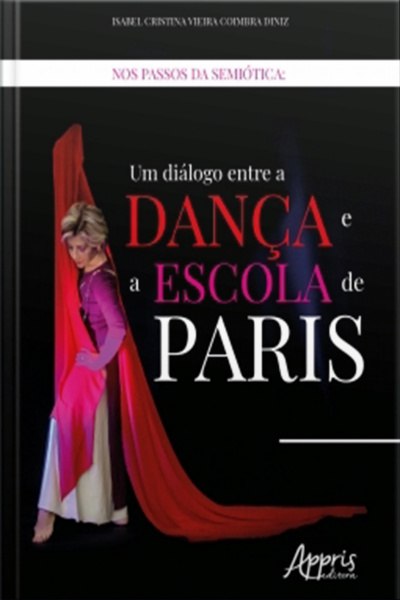 ISABEL CRISTINA VIEIRA COIMBRA DINIZ
NOS PASSOS DA SEMIÓTICA:
Um diálogo entre a
DANÇA e
a ESCOLA de
PARIS
Appris
editora